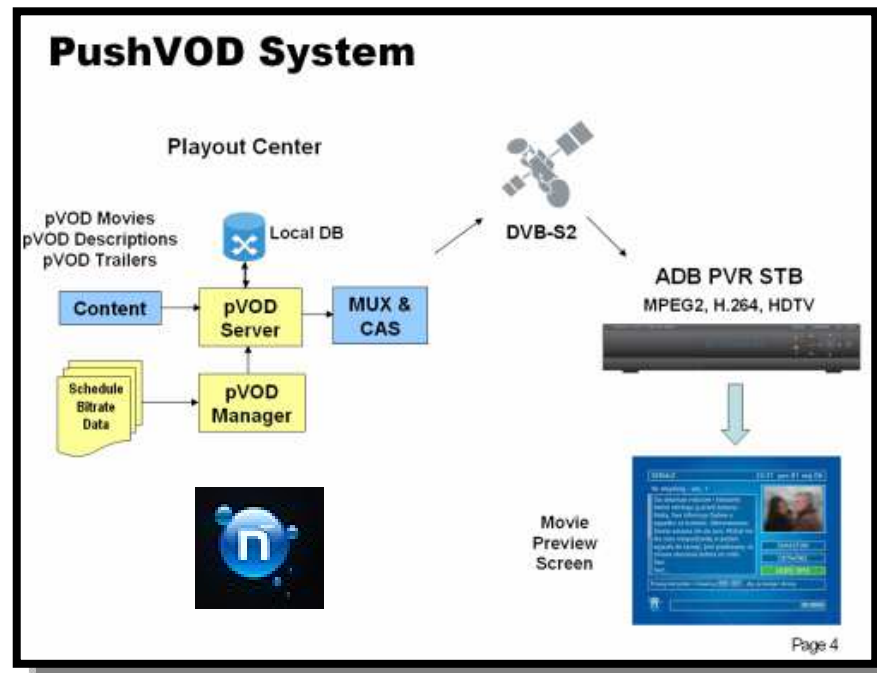 PushVOD System
Playout Center
pVOD Movies
pVOD Descriptions
pVOD Trailers
Local DB
DVB-S2
Content
pVOD
Server
MUX &
CAS
ADB PVR STB
MPEG2, H.264, HDTV
Schedule
Bitrate
Data
pVOD
Manager
n
Movie
Preview
Screen
n
Page 4